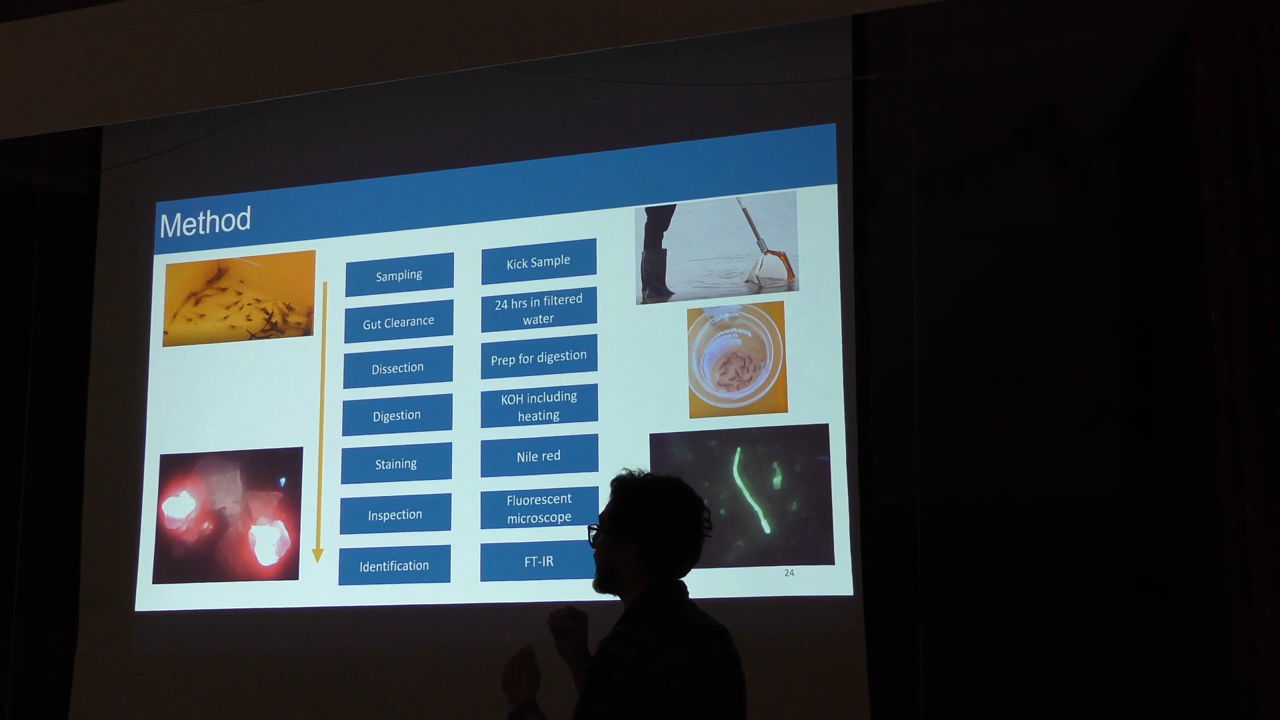 Method
Sampling
Kick Sample
Gut Clearance
24 hrs in filtered
water
Dissection
Prep for digestion
Digestion
KOH including
heating
Staining
Nile red
Inspection
Fluorescent
microscope
Identification
FT-IR
24